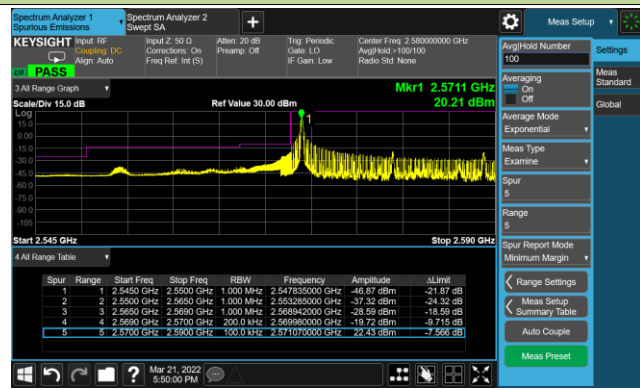 Spectrum Analyzer 1
Spurious Emissions
Spectrum Analyzer 2
Swept SA
Meas Setup
KEYSIGHT
Input: RF
Coupling: DC
Align: Auto
Input Z: 50 Ω
Corrections: On
Freq Ref: Int (S)
Atten: 20 dB
Preamp: Off
Trig: Periodic
Gate: LO
IF Gain: Low
Center Freq: 2.580000000 GHz
Avg|Hold:>100/100
Radio Std: None
PASS
3 All Range Graph
Scale/Div 15.0 dB
Ref Value 30.00 dBm
Mkr1 2.5711 GHz
20.21 dBm
Log
15.0
0.00
-15.0
-30.0
-45.0
-60.0
-75.0
-90.0
-105
1
Start 2.545 GHz
Stop 2.590 GHz
4 All Range Table
Spur Range Start Freq Stop Freq RBW Frequency Amplitude ΔLimit
1 1 2.5450 GHz 2.5500 GHz 1.000 MHz 2.547835000 GHz -46.87 dBm -21.87 dB
2 2 2.5500 GHz 2.5650 GHz 1.000 MHz 2.553285000 GHz -37.32 dBm -24.32 dB
3 3 2.5650 GHz 2.5690 GHz 1.000 MHz 2.568942000 GHz -28.59 dBm -18.59 dB
4 4 2.5690 GHz 2.5700 GHz 200.0 kHz 2.569980000 GHz -19.72 dBm -9.715 dB
5 5 2.5700 GHz 2.5900 GHz 100.0 kHz 2.571070000 GHz 22.43 dBm -7.566 dB
Mar 21, 2022
5:50:00 PM
Avg|Hold Number
100
Averaging
On
Off
Average Mode
Exponential
Meas Type
Examine
Spur
5
Range
5
Spur Report Mode
Minimum Margin
Range Settings
Meas Setup
Summary Table
Auto Couple
Meas Preset
Settings
Meas
Standard
Global